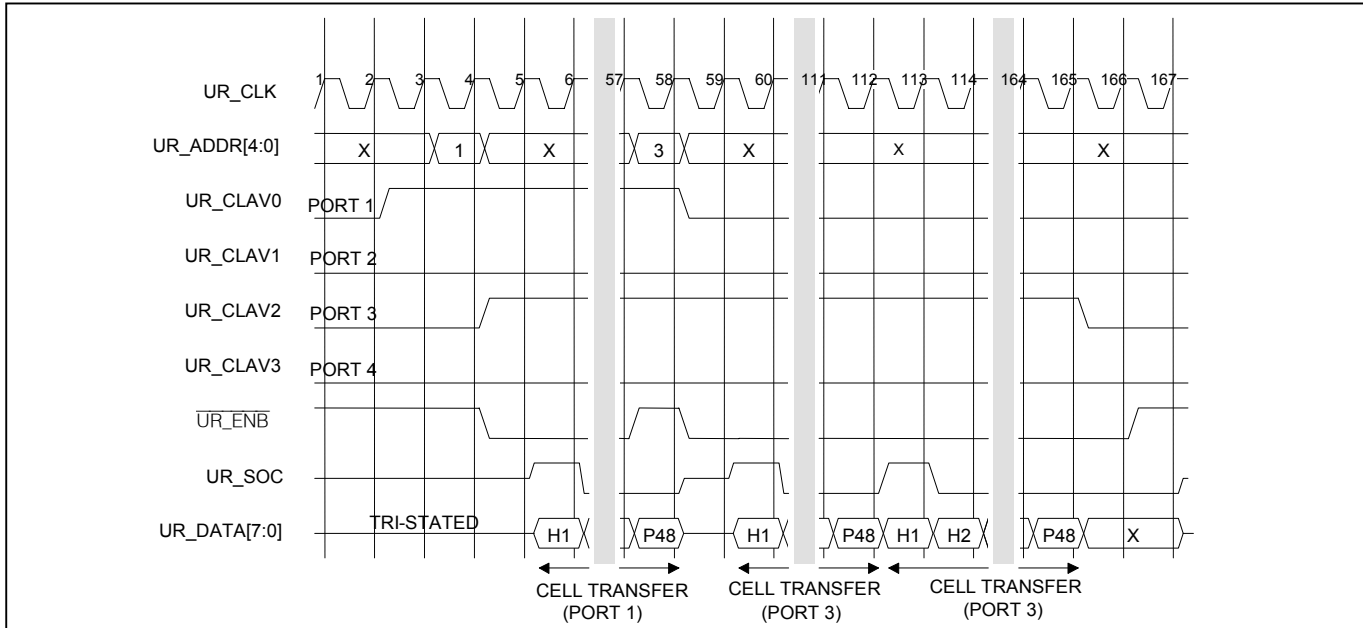 UR_CLK 1 2 3 4 5 6 57 58 59 60 111 112 113 114 164 165 166 167
UR_ADDR[4:0] X 1 X 3 X X X
UR_CLAV0 PORT 1
UR_CLAV1 PORT 2
UR_CLAV2 PORT 3
UR_CLAV3 PORT 4
UR_ENB
UR_SOC
UR_DATA[7:0] TRI-STATED H1 P48 H1 P48 H1 H2 P48 X
CELL TRANSFER CELL TRANSFER CELL TRANSFER
(PORT 1) (PORT 3) (PORT 3)